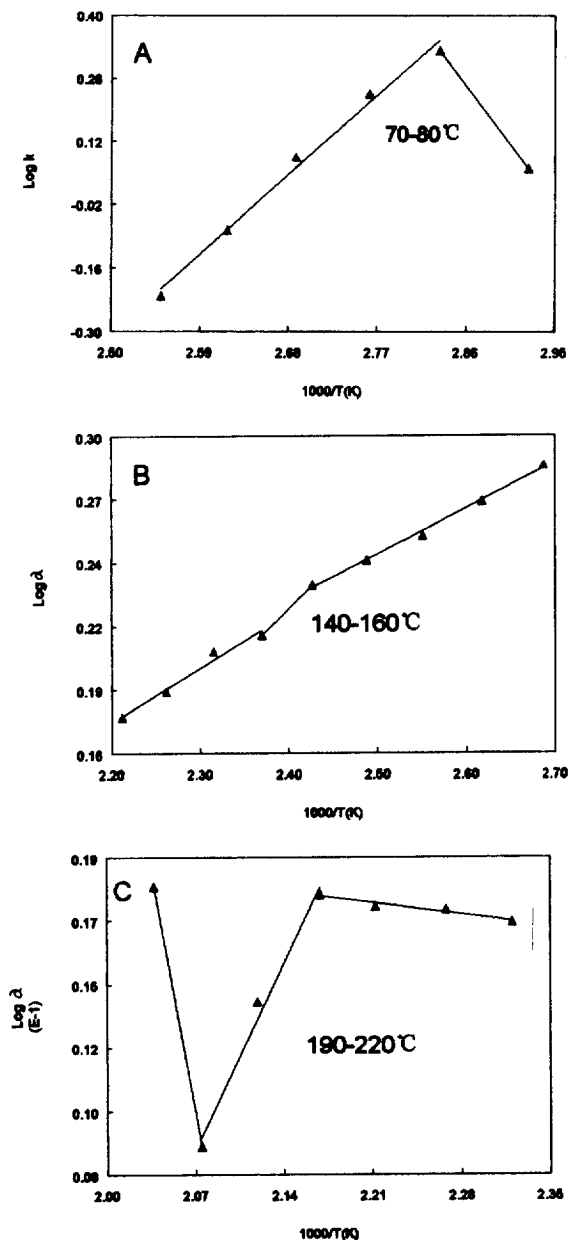 A
0.40
0.26
0.12
-0.02
-0.16
-0.30
Log k
70-80℃
2.50 2.59 2.68 2.77 2.86 2.95
1000/T(K)
B
0.30
0.27
0.24
0.22
0.19
0.16
Log ∂
140-160℃
2.20 2.30 2.40 2.50 2.60 2.70
1000/T(K)
C
0.19
0.17
0.15
0.12
0.10
0.08
Log ∂
(E-1)
190-220℃
2.00 2.07 2.14 2.21 2.28 2.35
1000/T(K)